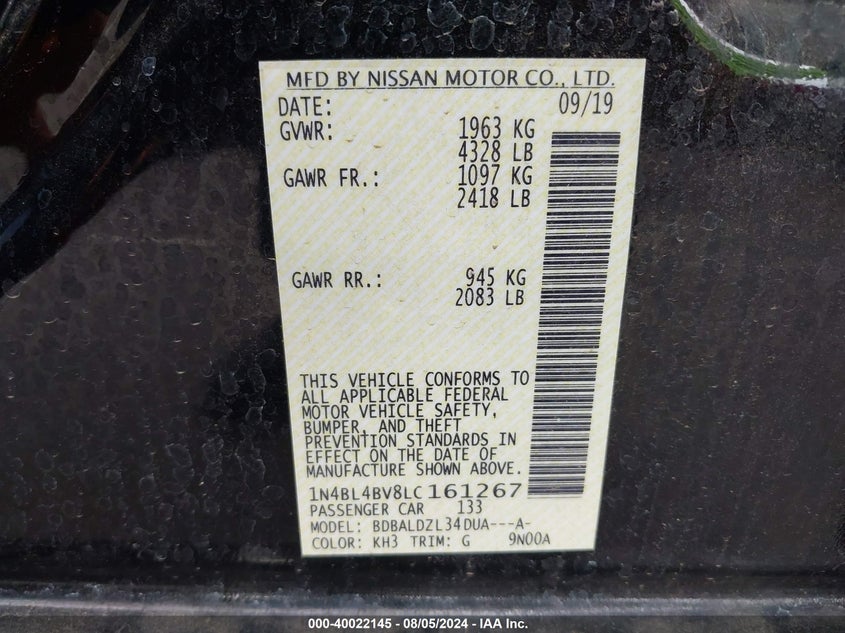 MFD BY NISSAN MOTOR CO., LTD.
DATE: 09/19
GVWR: 1963 KG
4328 LB
GAWR FR.: 1097 KG
2418 LB
GAWR RR.: 945 KG
2083 LB
THIS VEHICLE CONFORMS TO
ALL APPLICABLE FEDERAL
MOTOR VEHICLE SAFETY,
BUMPER, AND THEFT
PREVENTION STANDARDS IN
EFFECT ON THE DATE OF
MANUFACTURE SHOWN ABOVE.
1N4BL4BV8LC161267
PASSENGER CAR 133
MODEL: BDBALDZL34DUA---A-
COLOR: KH3 TRIM: G 9N00A
000-40022145 - 08/05/2024 - IAA Inc.